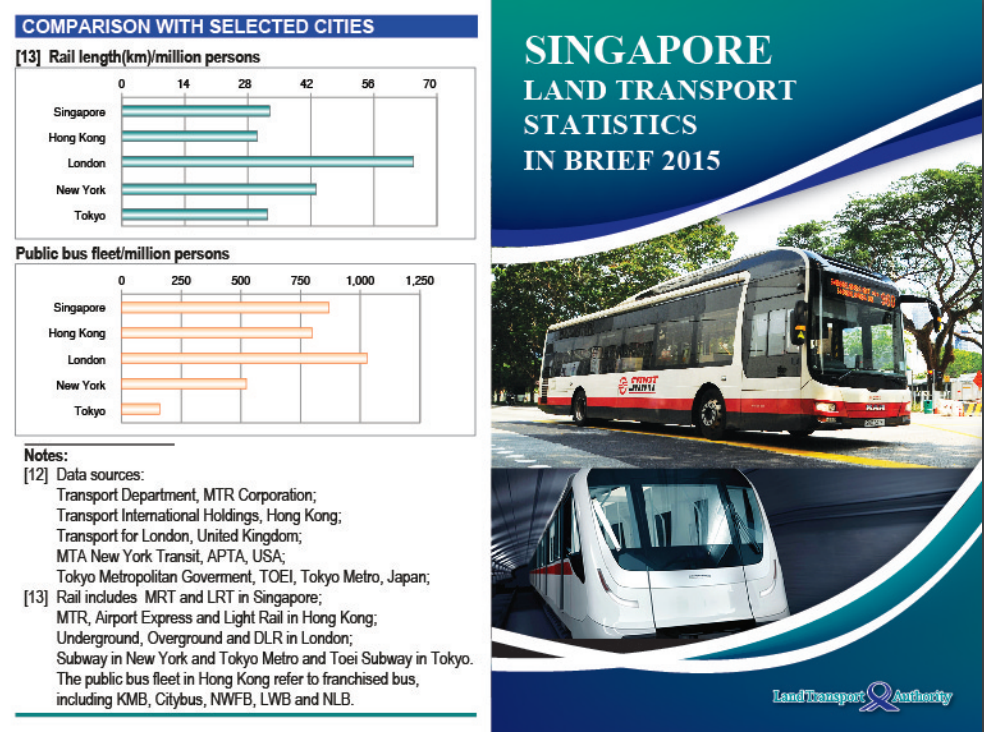 COMPARISON WITH SELECTED CITIES
[13] Rail length(km)/million persons
0 14 28 42 56 70
Singapore
Hong Kong
London
New York
Tokyo
Public bus fleet/million persons
0 250 500 750 1,000 1,250
Singapore
Hong Kong
London
New York
Tokyo
Notes:
[12] Data sources:
Transport Department, MTR Corporation;
Transport International Holdings, Hong Kong;
Transport for London, United Kingdom;
MTA New York Transit, APTA, USA;
Tokyo Metropolitan Goverment, TOEI, Tokyo Metro, Japan;
[13] Rail includes MRT and LRT in Singapore;
MTR, Airport Express and Light Rail in Hong Kong;
Underground, Overground and DLR in London;
Subway in New York and Tokyo Metro and Toei Subway in Tokyo.
The public bus fleet in Hong Kong refer to franchised bus,
including KMB, Citybus, NWFB, LWB and NLB.
SINGAPORE
LAND TRANSPORT
STATISTICS
IN BRIEF 2015
SMRT
Land Transport Authority